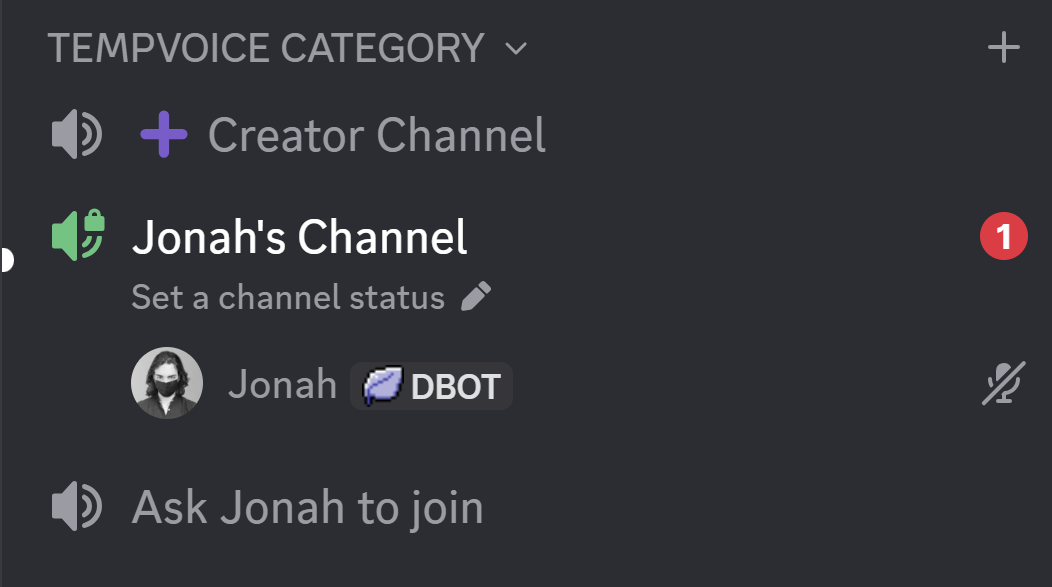 TEMPVOICE CATEGORY
Creator Channel
Jonah's Channel 1
Set a channel status
Jonah DBOT
Ask Jonah to join